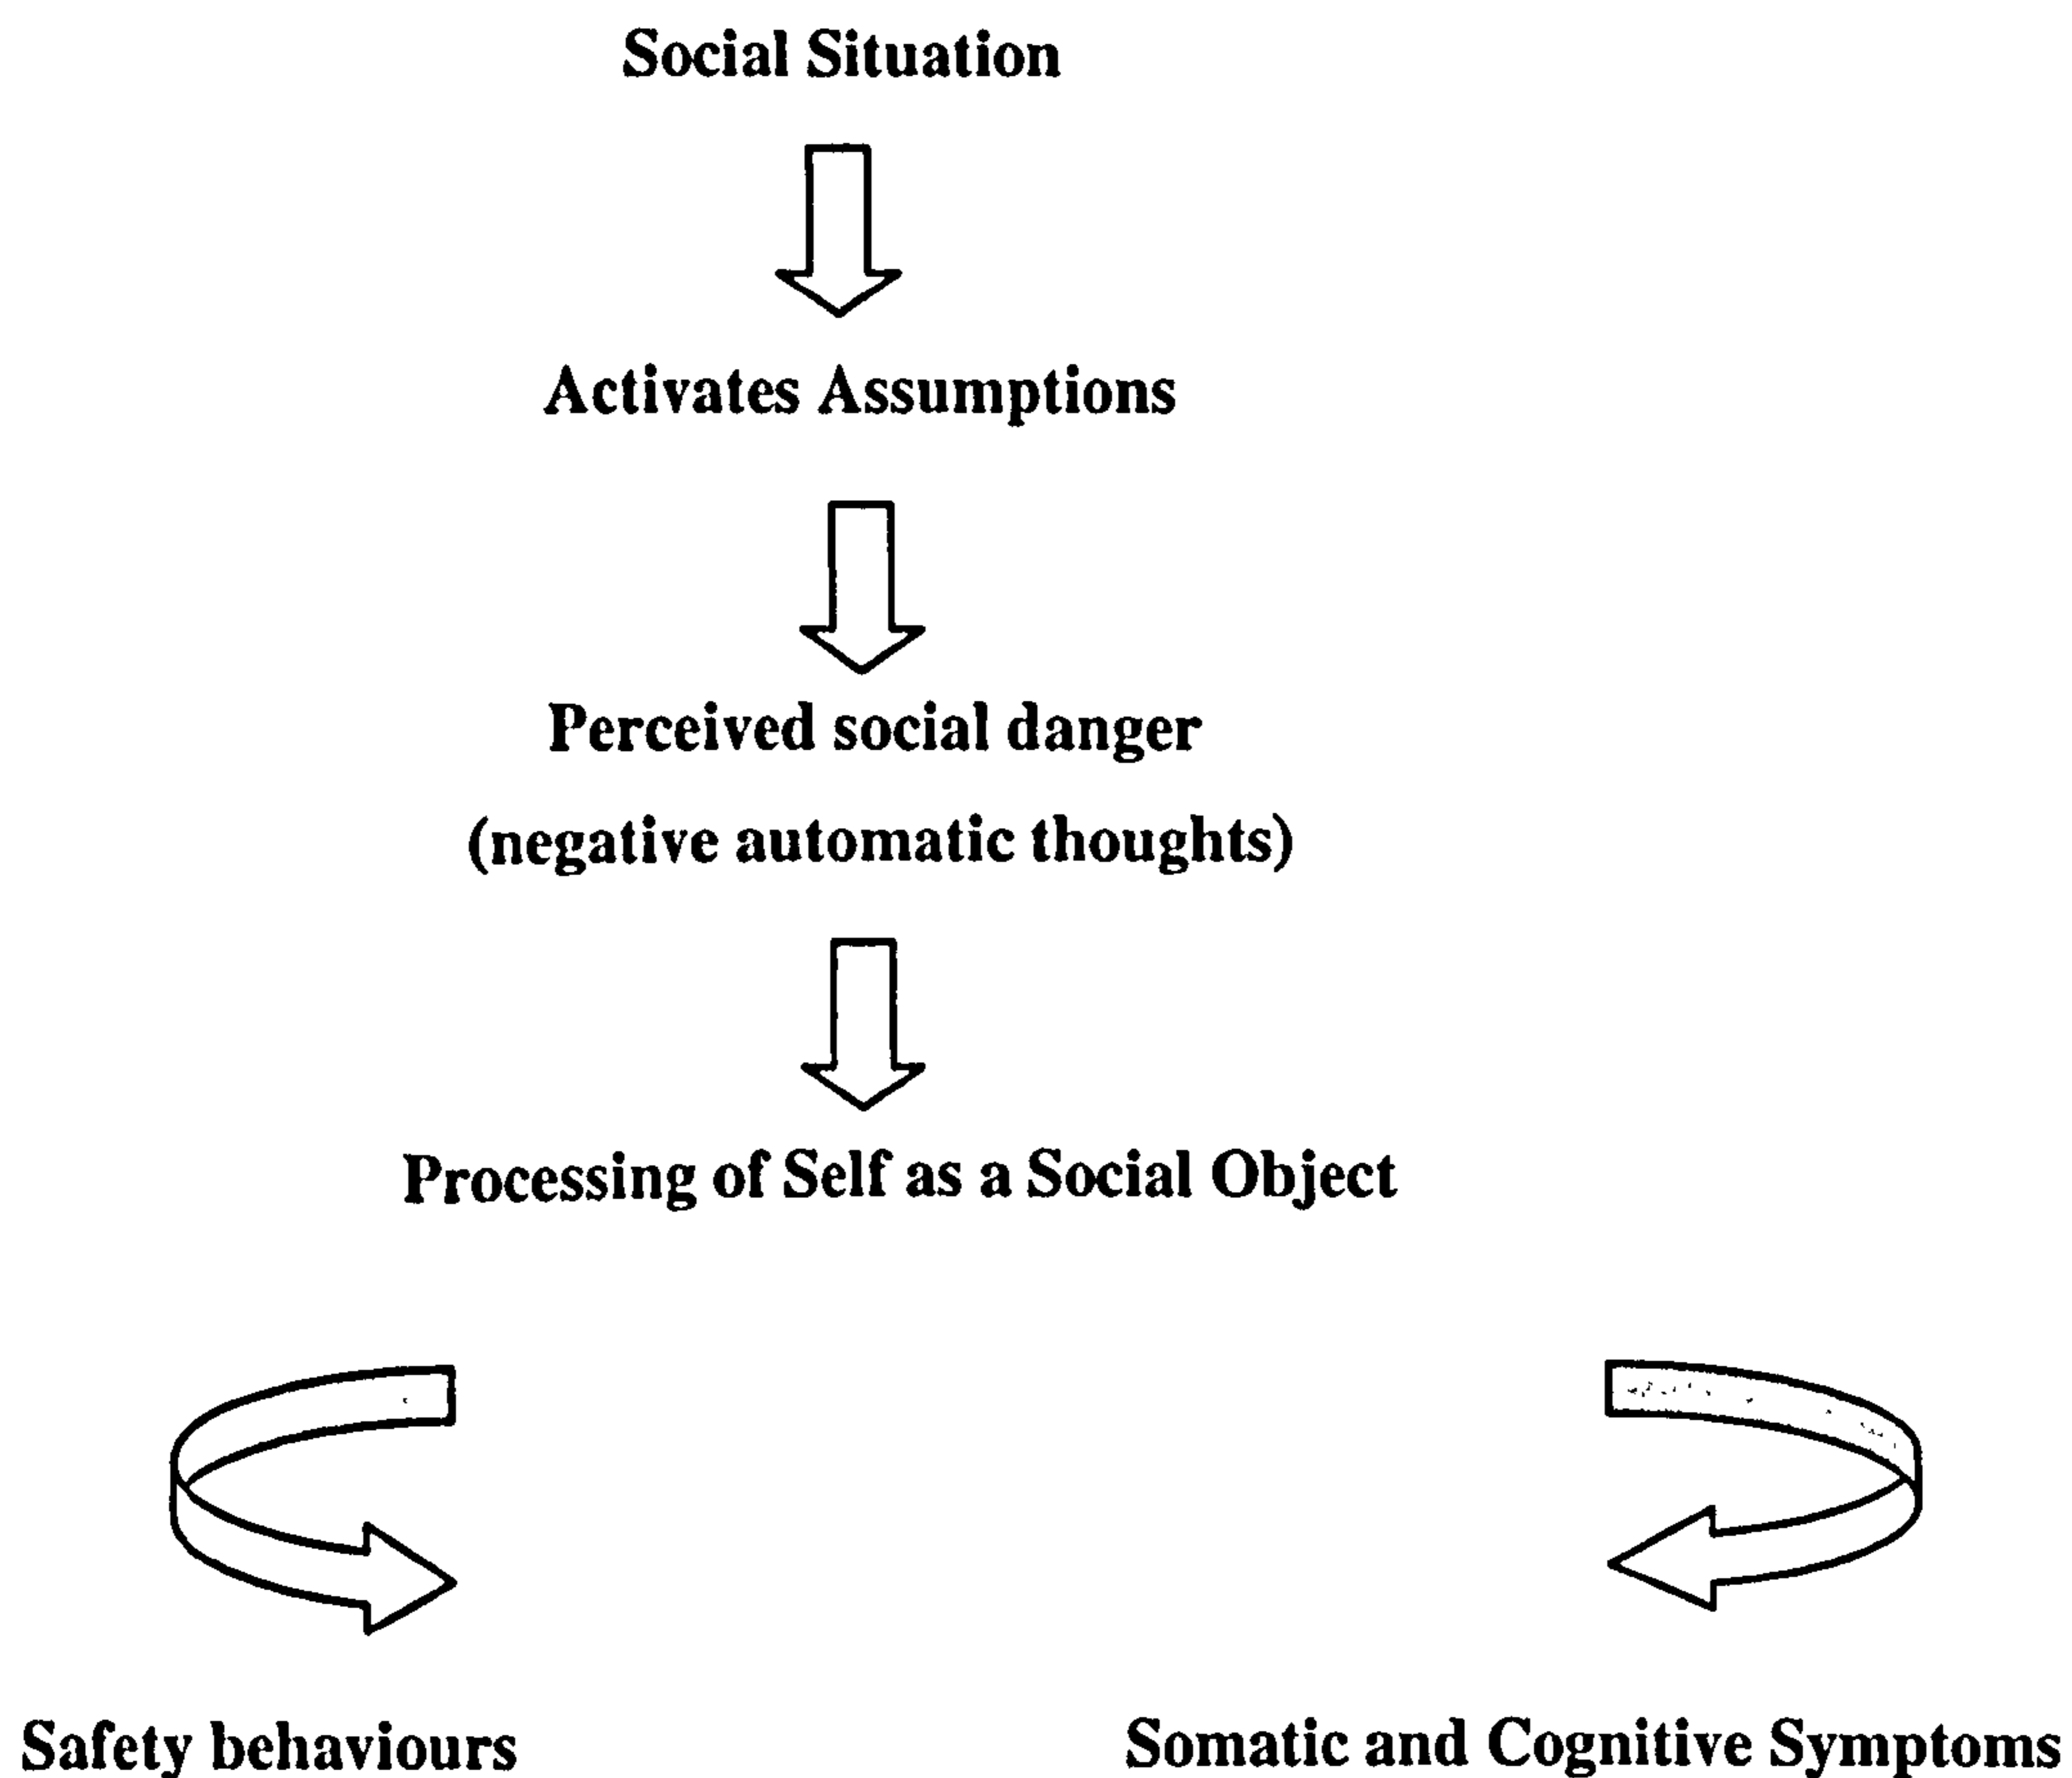 Social Situation
Activates Assumptions
Perceived social danger
(negative automatic thoughts)
Processing of Self as a Social Object
Safety behaviours
Somatic and Cognitive Symptoms